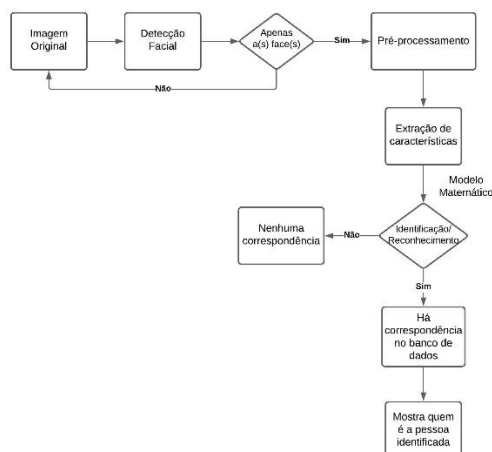 Imagem
Original
Detecção
Facial
Apenas
a(s) face(s)
Sim
Pré-processamento
Não
Extração de
características
Modelo
Matemático
Identificação/
Reconhecimento
Não
Nenhuma
correspondência
Sim
Há
correspondência
no banco de
dados
Mostra quem
é a pessoa
identificada